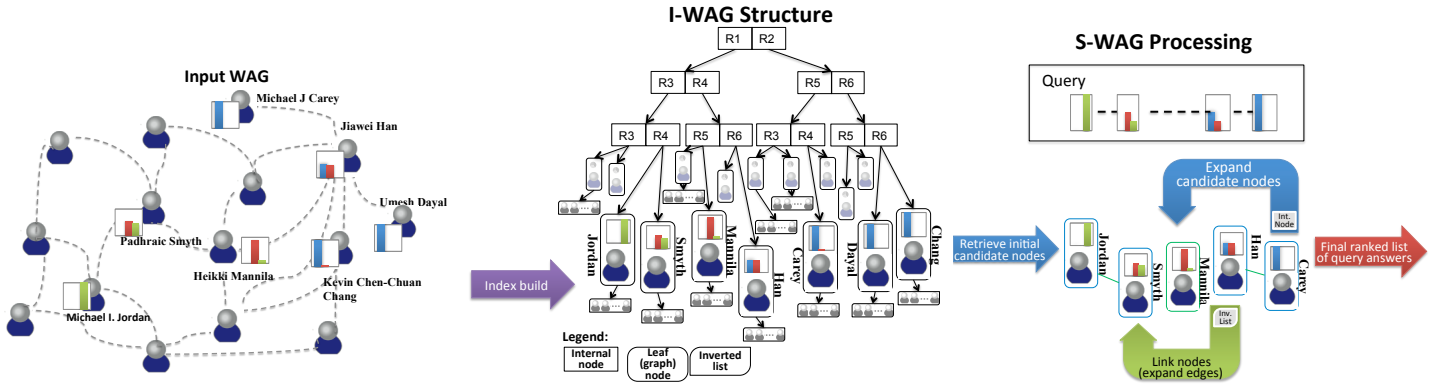 Input WAG
Michael J Carey
Jiawei Han
Umesh Dayal
Padhraic Smyth
Heikki Mannila
Kevin Chen-Chuan
Chang
Michael I. Jordan
Index build
I-WAG Structure
R1 R2
R3 R4
R5 R6
R3 R4
R5 R6
R3 R4
R5 R6
Jordan
Smyth
Mannila
Han
Carey
Dayal
Chang
Legend:
Internal
node
Leaf
(graph)
node
Inverted
list
S-WAG Processing
Query
Retrieve initial
candidate nodes
Expand
candidate nodes
Int.
Node
Jordan
Smyth
Mannila
Han
Carey
Inv.
List
Link nodes
(expand edges)
Final ranked list
of query answers